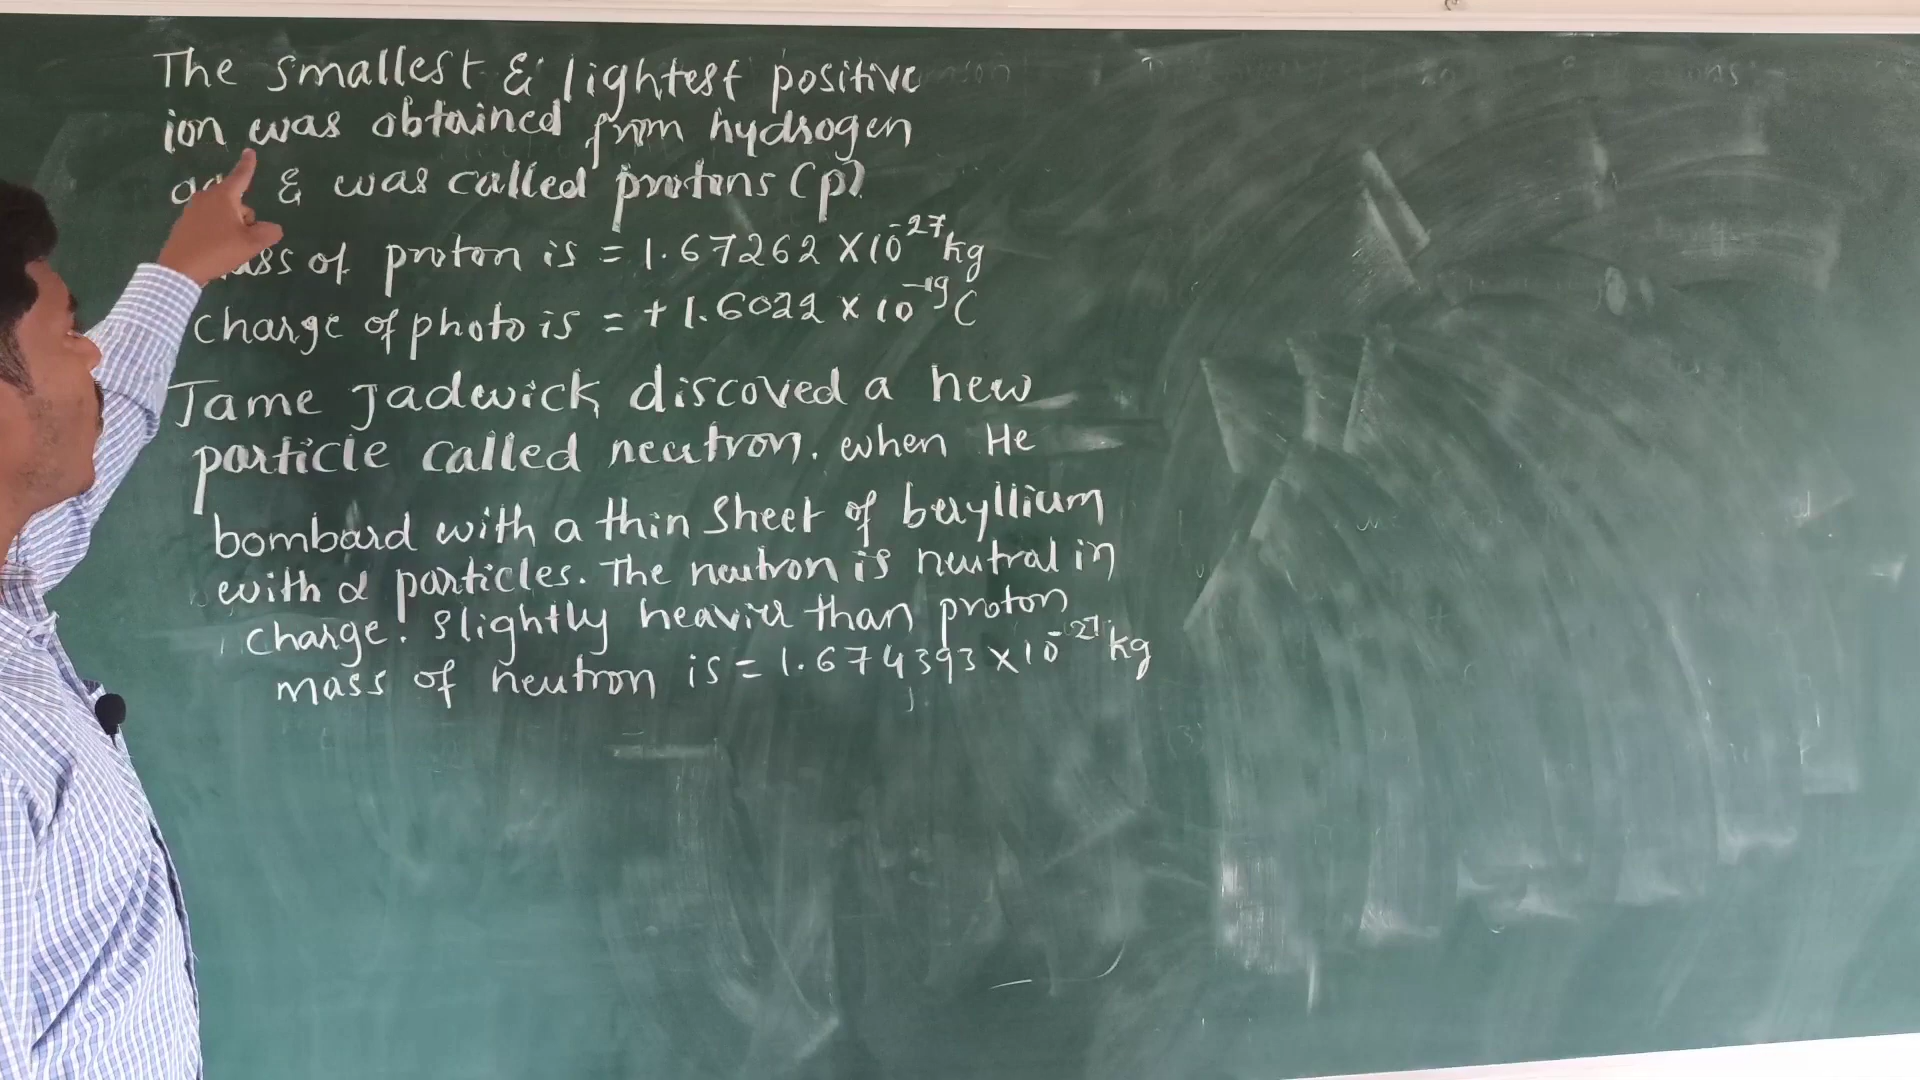 The smallest & lightest positive
ion was obtained from hydrogen
& was called protons (p).
of proton is = 1.67262 × 10⁻²⁷ kg
charge of photo is = + 1.6022 × 10⁻¹⁹ C
Jame Jadwick discoved a new
particle called neutron. when He
bombard with a thin sheet of beryllium
with α particles. The neutron is neutral in
charge! slightly heavier than proton
mass of neutron is = 1.674393 × 10⁻²⁷ kg